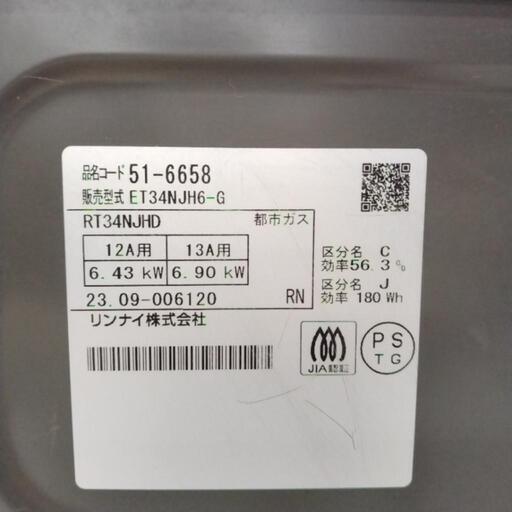 品名コード 51-6658
販売型式 ET34NJH6-G
RT34NJHD 都市ガス
12A用 13A用
6.43 kW 6.90 kW
23.09-006120 RN
リンナイ株式会社
区分名 C
効率56.3%
区分名 J
効率 180 Wh
JIA認証
PS
TG